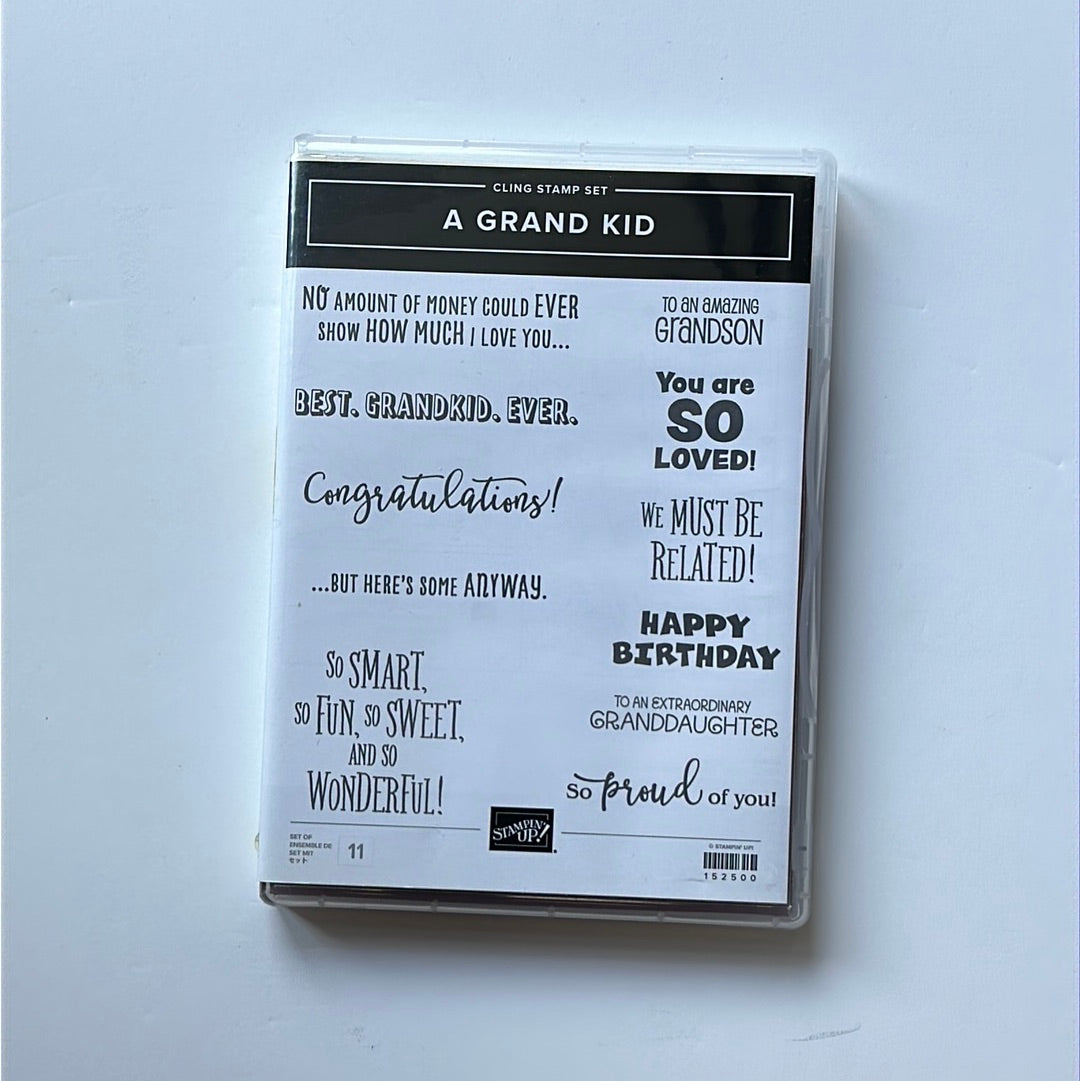 CLING STAMP SET
A GRAND KID
NO AMOUNT OF MONEY COULD EVER
SHOW HOW MUCH I LOVE YOU...
BEST. GRANDKID. EVER.
Congratulations!
...BUT HERE'S SOME ANYWAY.
SO SMART,
SO FUN, SO SWEET,
AND SO
WONDERFUL!
TO AN AMAZING
GRANDSON
You are
SO
LOVED!
WE MUST BE
RELATED!
HAPPY
BIRTHDAY
TO AN EXTRAORDINARY
GRANDDAUGHTER
So proud of you!
STAMPIN'
UP!
SET OF
ENSEMBLE DE
SET MIT
セット
11
© STAMPIN' UP!
152500